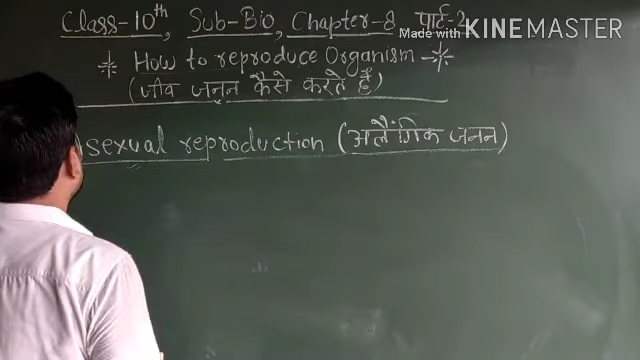 Class-10th, Sub-Bio, Chapter-8, पार्ट-2
Made with KINEMASTER
How to reproduce Organism
(जीव जनन कैसे करते हैं)
sexual reproduction (अलैंगिक जनन)